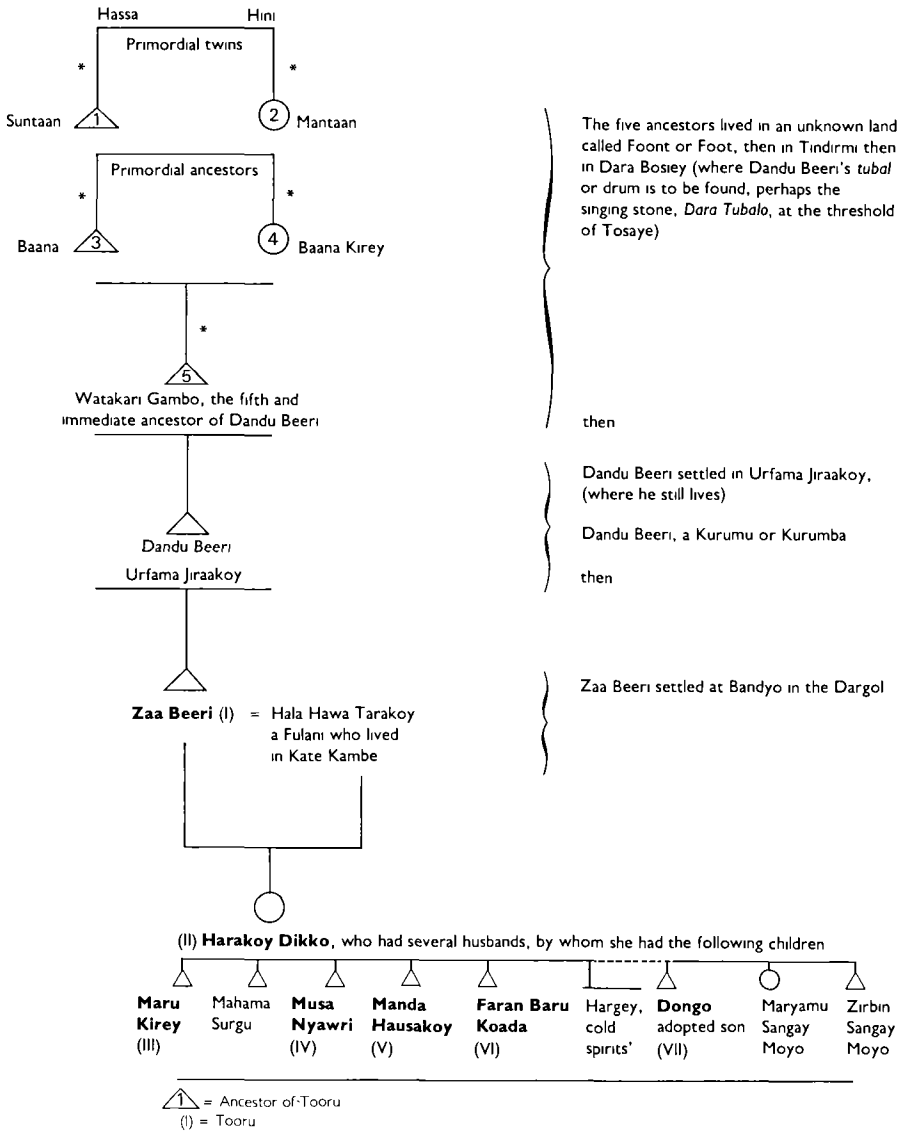 Hassa Hini
Primordial twins
* *
Suntaan 1 2 Mantaan
Primordial ancestors
* *
Baana 3 4 Baana Kirey
The five ancestors lived in an unknown land
called Foont or Foot, then in Tindirmi then
in Dara Bosiey (where Dandu Beeri's tubal
or drum is to be found, perhaps the
singing stone, Dara Tubalo, at the threshold
of Tosaye)
*
5
Watakari Gambo, the fifth and
immediate ancestor of Dandu Beeri
then
Dandu Beeri settled in Urfama Jiraakoy,
(where he still lives)
Dandu Beeri, a Kurumu or Kurumba
then
Dandu Beeri
Urfama Jiraakoy
Zaa Beeri settled at Bandyo in the Dargol
Zaa Beeri (I) = Hala Hawa Tarakoy
a Fulani who lived
in Kate Kambe
(II) Harakoy Dikko, who had several husbands, by whom she had the following children
Maru
Kirey
(III)
Mahama
Surgu
Musa
Nyawri
(IV)
Manda
Hausakoy
(V)
Faran Baru
Koada
(VI)
Hargey,
cold
spirits'
Dongo
adopted son
(VII)
Maryamu
Sangay
Moyo
Zirbin
Sangay
Moyo
1 = Ancestor of-Tooru
(I) = Tooru